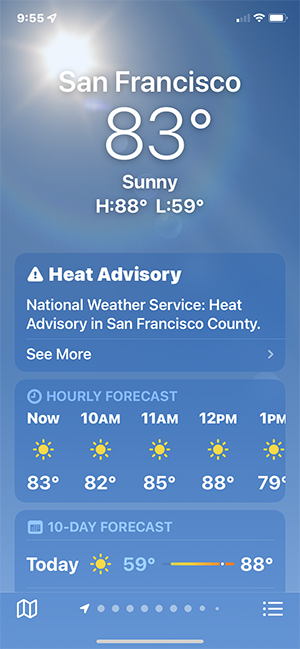 9:55
San Francisco
83°
Sunny
H:88° L:59°
Heat Advisory
National Weather Service: Heat
Advisory in San Francisco County.
See More
HOURLY FORECAST
Now 10AM 11AM 12PM 1PM
83° 82° 85° 88° 79°
10-DAY FORECAST
Today 59° 88°